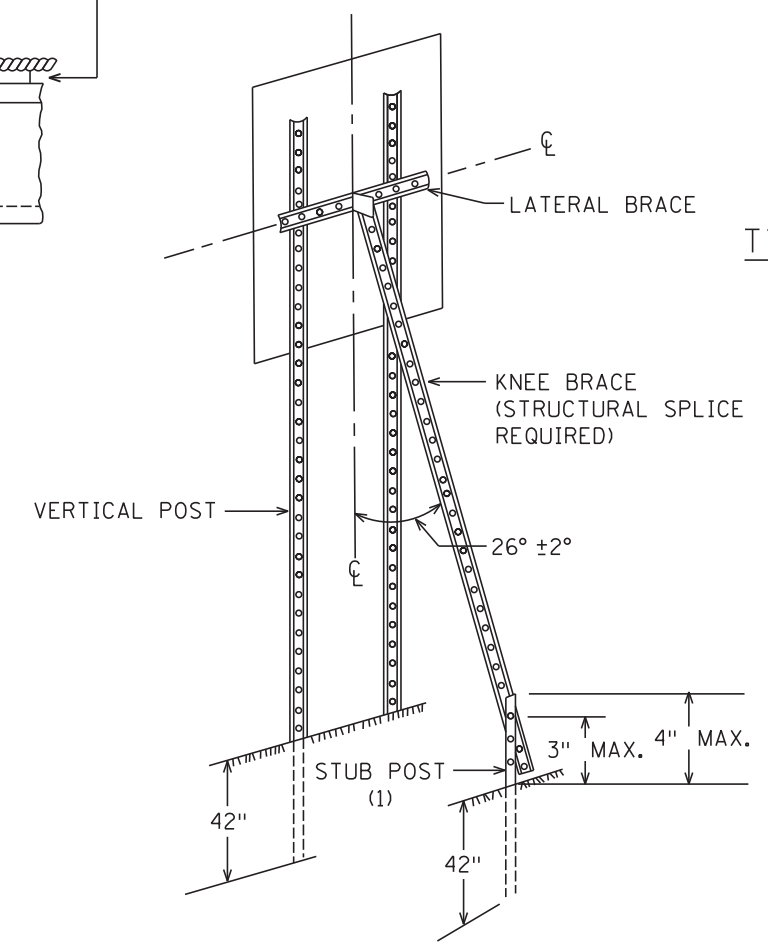 ℄
LATERAL BRACE
KNEE BRACE
(STRUCTURAL SPLICE
REQUIRED)
VERTICAL POST
26° ±2°
℄
3" MAX.
4" MAX.
STUB POST
(1)
42"
42"